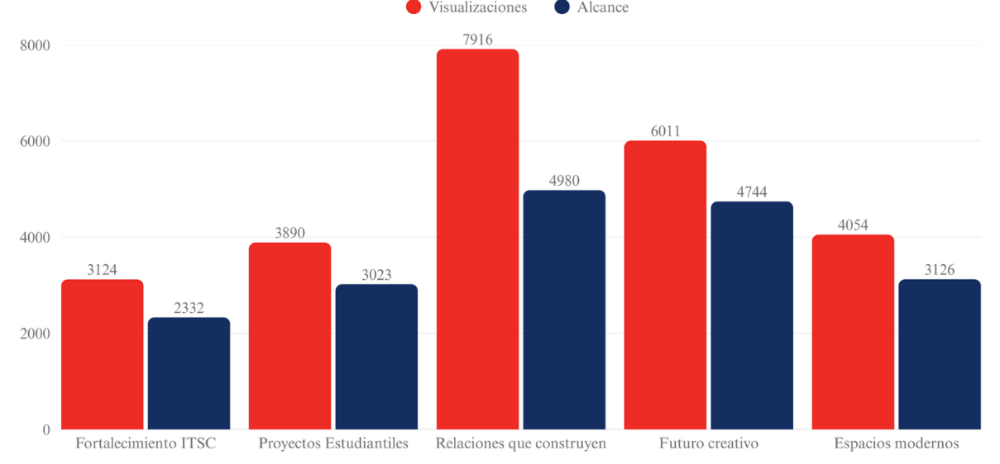 Visualizaciones Alcance
8000
6000
4000
2000
0
3124
2332
3890
3023
7916
4980
6011
4744
4054
3126
Fortalecimiento ITSC
Proyectos Estudiantiles
Relaciones que construyen
Futuro creativo
Espacios modernos